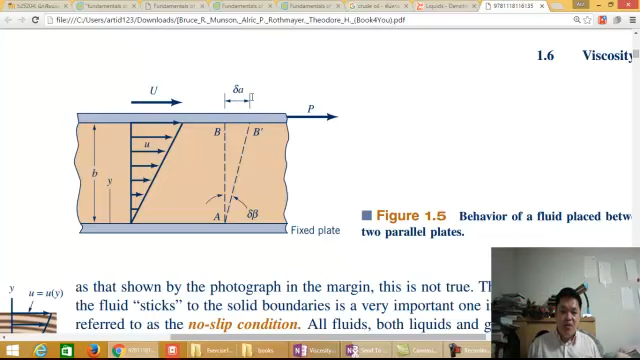 file:///C:/Users/artid123/Downloads/[Bruce_R._Munson,_Alric_P._Rothmayer,_Theodore_H._(Book4You).pdf
1.6 Viscosity
U
δa
P
B B'
u
b
y
A δβ
Fixed plate
Figure 1.5 Behavior of a fluid placed betwe
two parallel plates.
y
u = u(y)
as that shown by the photograph in the margin, this is not true. Th
the fluid “sticks” to the solid boundaries is a very important one i
referred to as the no-slip condition. All fluids, both liquids and g
books
Viscosity